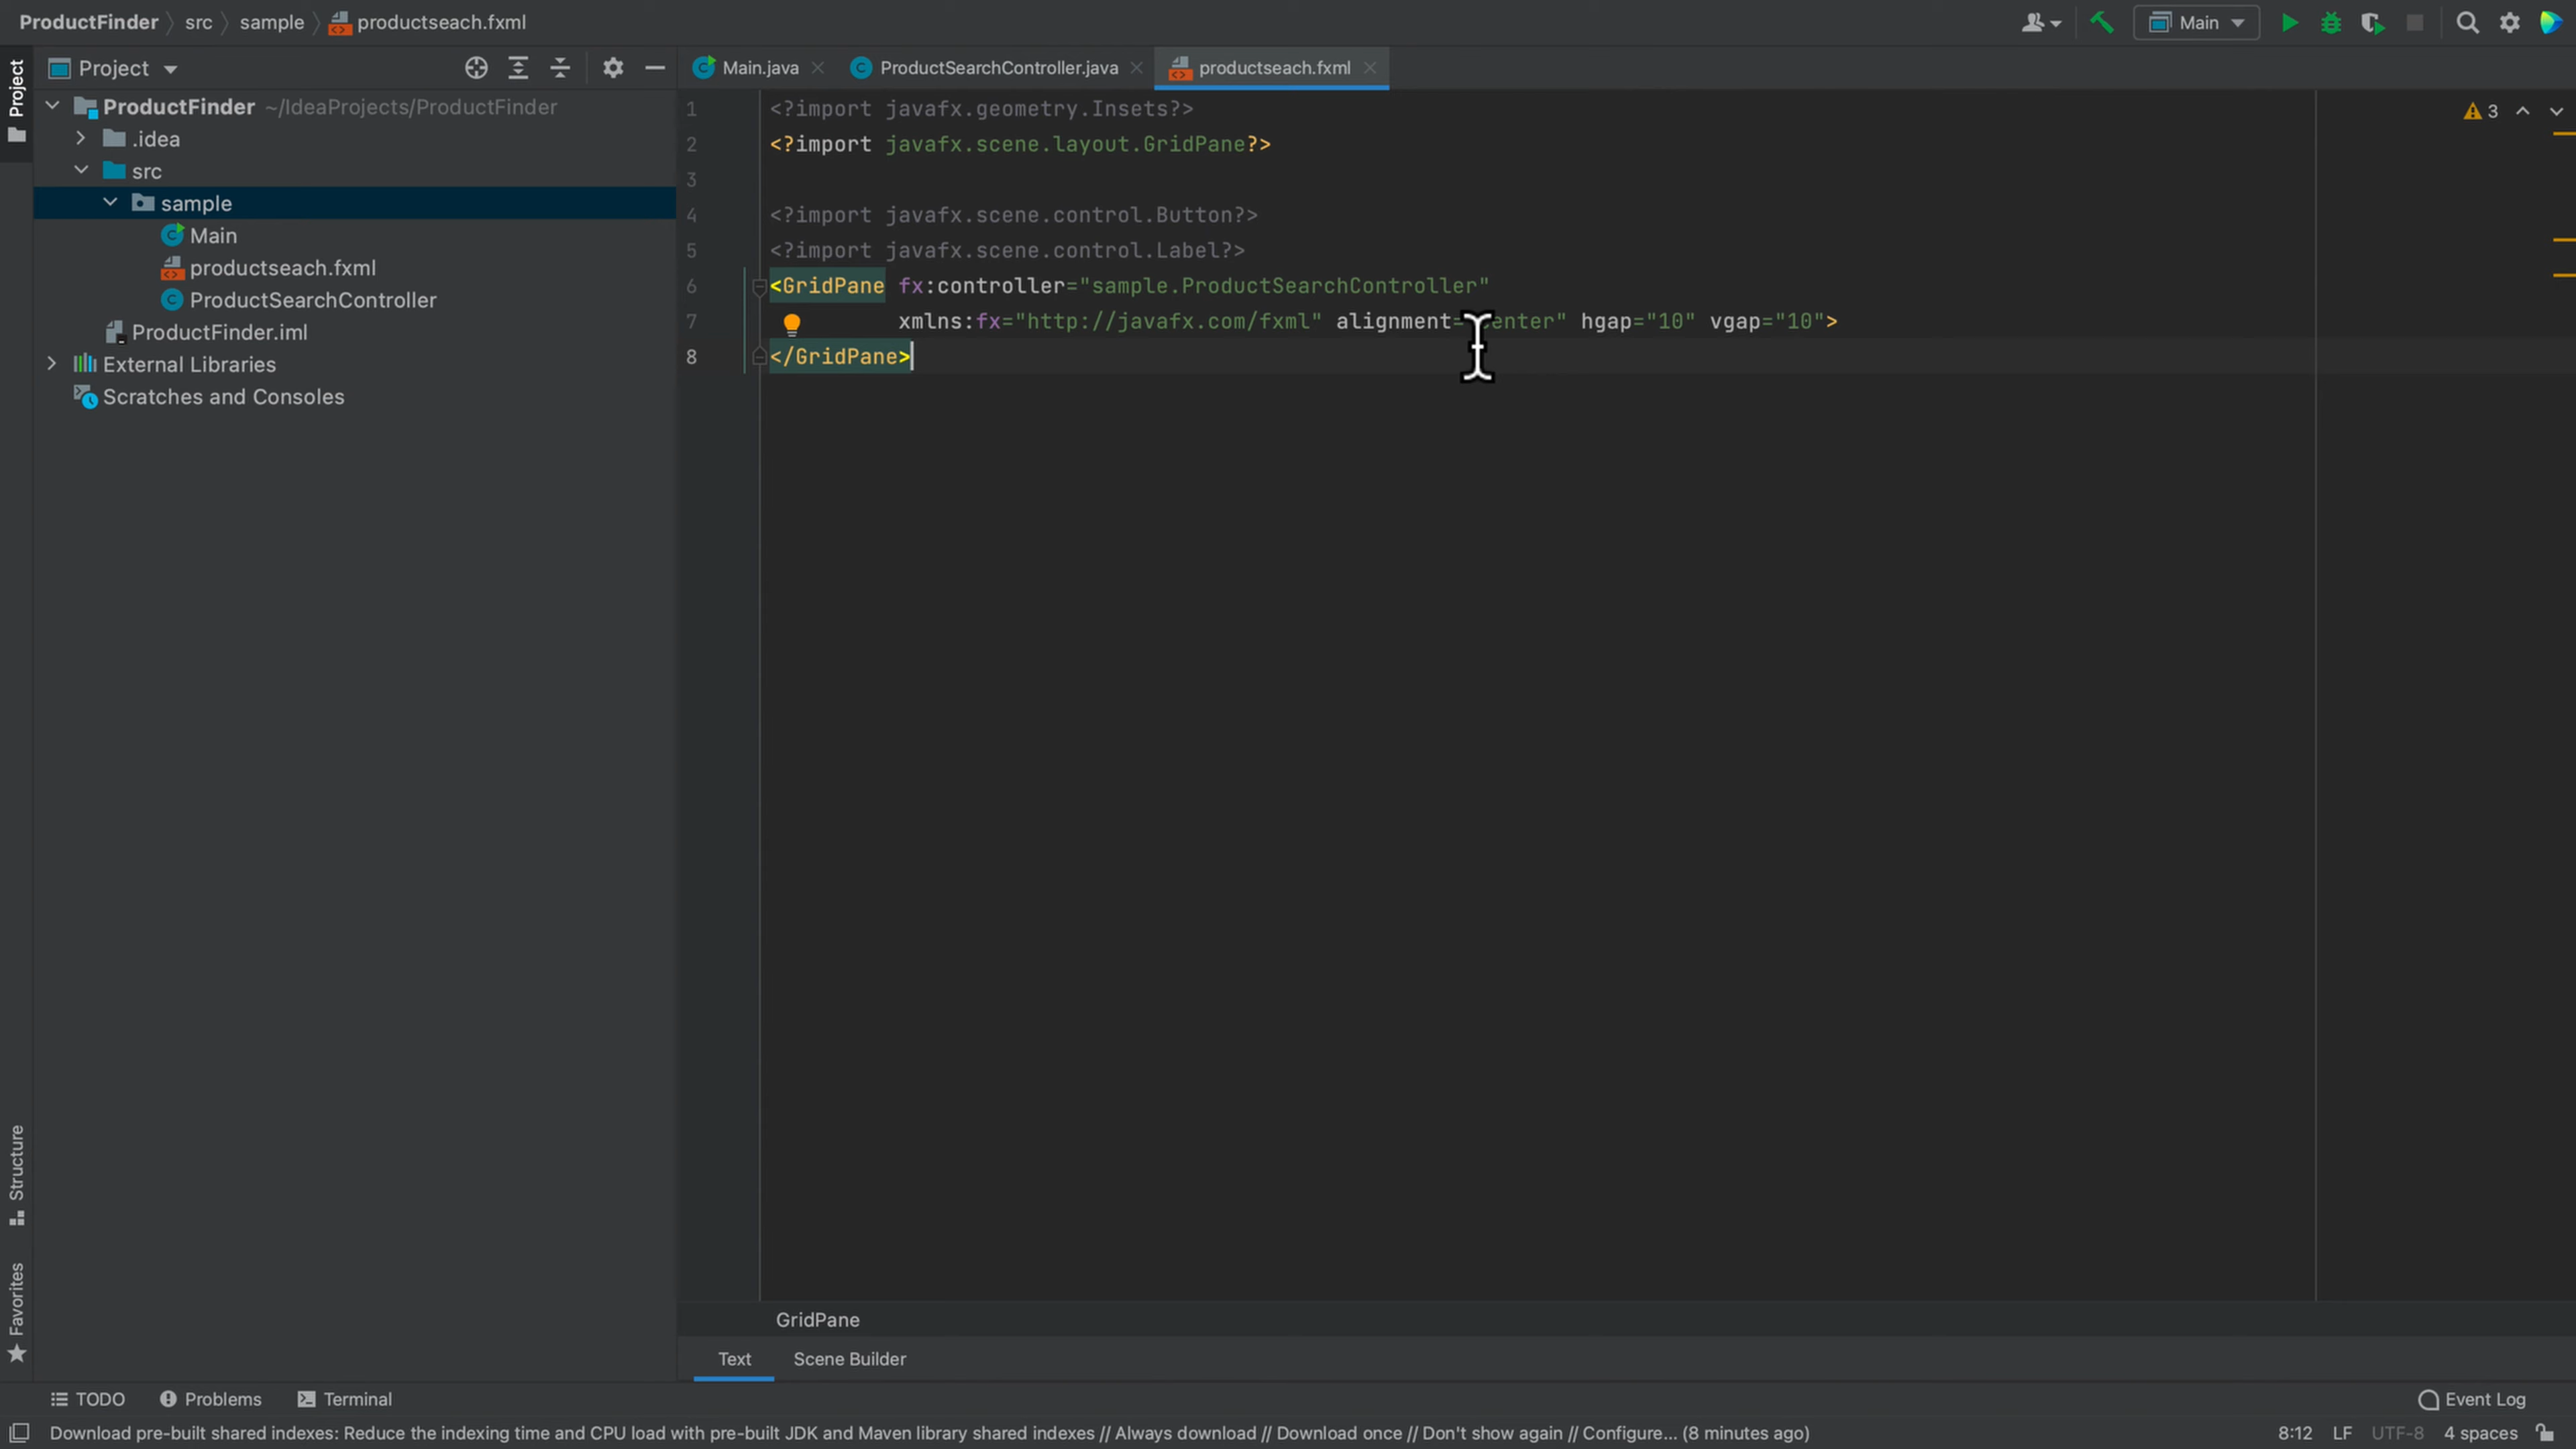 ProductFinder src sample productseach.fxml
Main
Project
Main.java
ProductSearchController.java
productseach.fxml
Project
ProductFinder ~/IdeaProjects/ProductFinder
.idea
src
sample
Main
productseach.fxml
ProductSearchController
ProductFinder.iml
External Libraries
Scratches and Consoles
3
1 <?import javafx.geometry.Insets?>
2 <?import javafx.scene.layout.GridPane?>
3
4 <?import javafx.scene.control.Button?>
5 <?import javafx.scene.control.Label?>
6 <GridPane fx:controller="sample.ProductSearchController"
7 xmlns:fx="http://javafx.com/fxml" alignment="center" hgap="10" vgap="10">
8 </GridPane>
Structure
Favorites
GridPane
Text Scene Builder
TODO Problems Terminal Event Log
Download pre-built shared indexes: Reduce the indexing time and CPU load with pre-built JDK and Maven library shared indexes // Always download // Download once // Don't show again // Configure... (8 minutes ago) 8:12 LF UTF-8 4 spaces